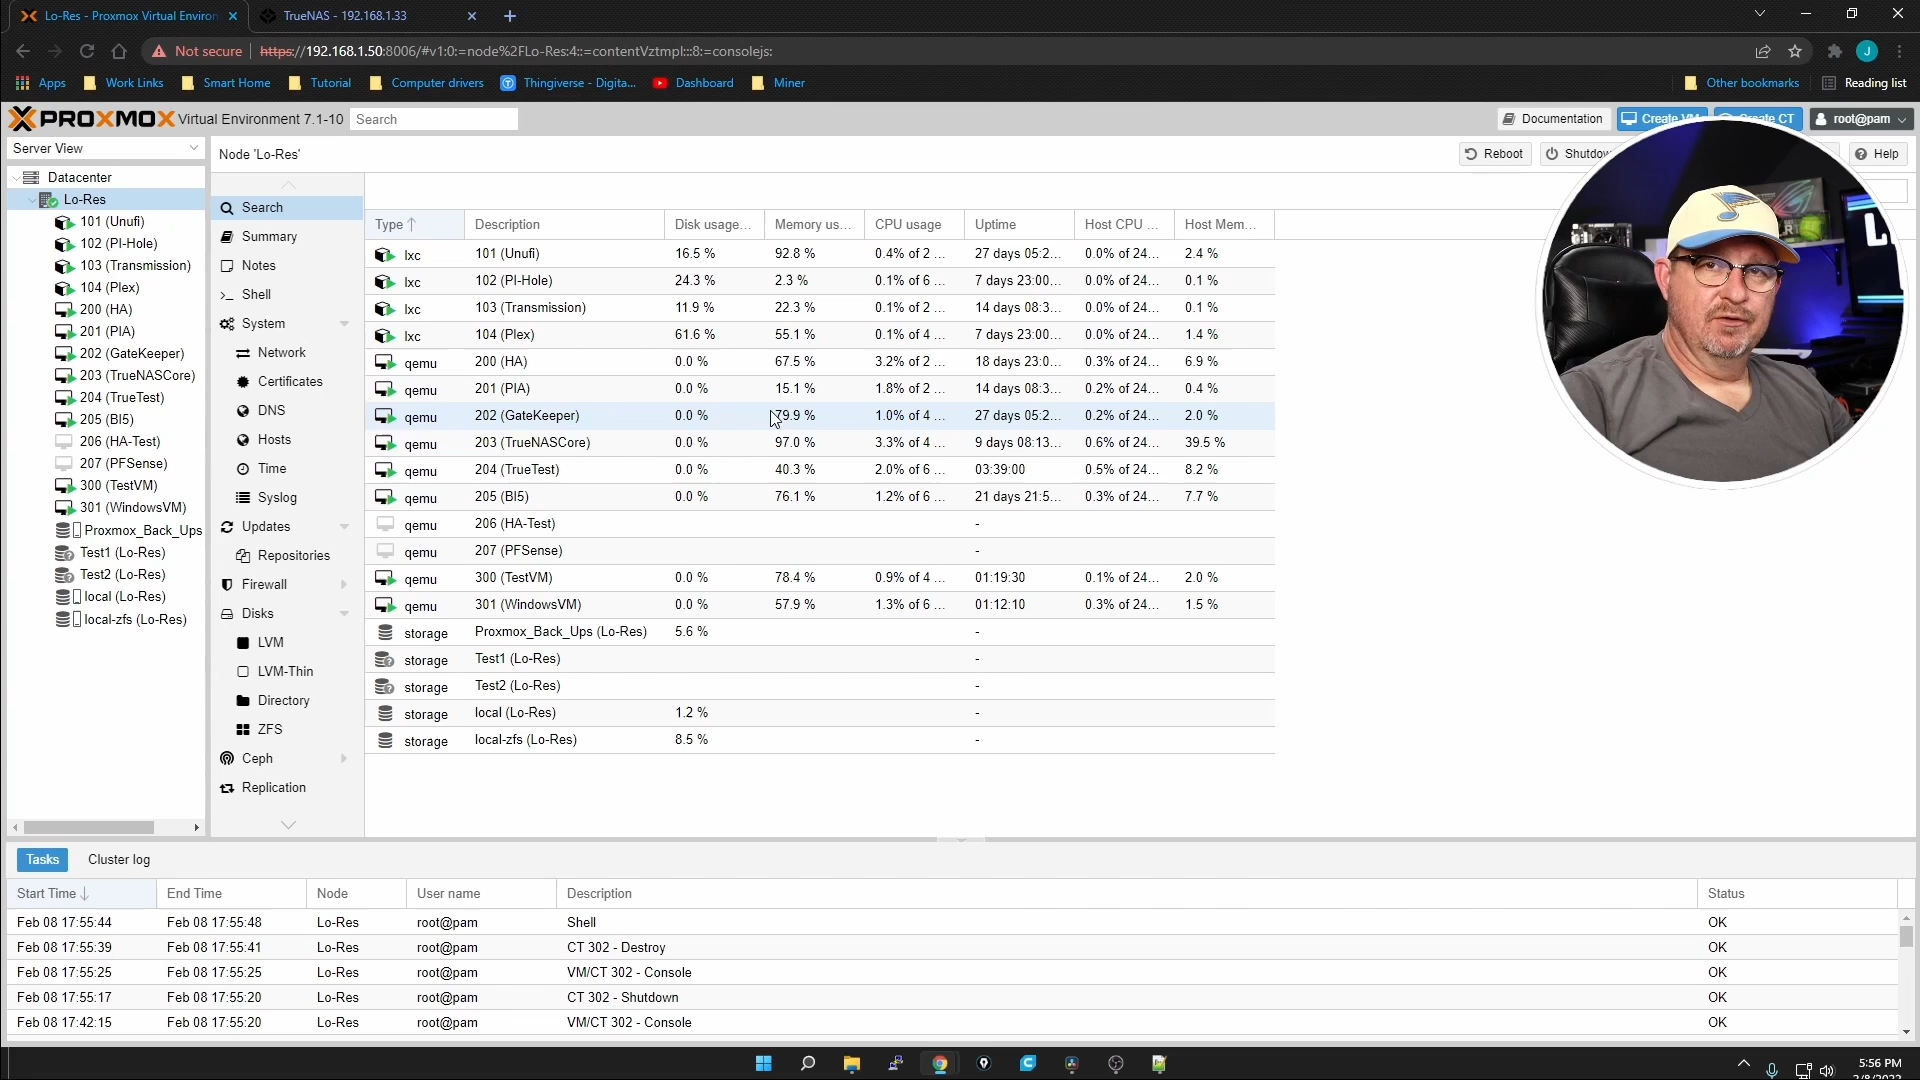 Lo-Res - Proxmox Virtual Environ
TrueNAS - 192.168.1.33
Not secure
https://192.168.1.50:8006/#v1:0:=node%2FLo-Res:4::=contentVztmpl:::8:=consolejs:
J
Apps
Work Links
Smart Home
Tutorial
Computer drivers
Thingiverse - Digita...
Dashboard
Miner
Other bookmarks
Reading list
PROXMOX Virtual Environment 7.1-10
Search
Documentation
Create VM
Create CT
root@pam
Server View
Node 'Lo-Res'
Reboot
Shutdow
Help
Datacenter
Lo-Res
101 (Unufi)
102 (PI-Hole)
103 (Transmission)
104 (Plex)
200 (HA)
201 (PIA)
202 (GateKeeper)
203 (TrueNASCore)
204 (TrueTest)
205 (BI5)
206 (HA-Test)
207 (PFSense)
300 (TestVM)
301 (WindowsVM)
Proxmox_Back_Ups
Test1 (Lo-Res)
Test2 (Lo-Res)
local (Lo-Res)
local-zfs (Lo-Res)
Search
Summary
Notes
Shell
System
Network
Certificates
DNS
Hosts
Time
Syslog
Updates
Repositories
Firewall
Disks
LVM
LVM-Thin
Directory
ZFS
Ceph
Replication
Type Description Disk usage... Memory us... CPU usage Uptime Host CPU ... Host Mem...
lxc 101 (Unufi) 16.5 % 92.8 % 0.4% of 2 ... 27 days 05:2... 0.0% of 24... 2.4 %
lxc 102 (PI-Hole) 24.3 % 2.3 % 0.1% of 6 ... 7 days 23:00... 0.0% of 24... 0.1 %
lxc 103 (Transmission) 11.9 % 22.3 % 0.1% of 2 ... 14 days 08:3... 0.0% of 24... 0.1 %
lxc 104 (Plex) 61.6 % 55.1 % 0.1% of 4 ... 7 days 23:00... 0.0% of 24... 1.4 %
qemu 200 (HA) 0.0 % 67.5 % 3.2% of 2 ... 18 days 23:0... 0.3% of 24... 6.9 %
qemu 201 (PIA) 0.0 % 15.1 % 1.8% of 2 ... 14 days 08:3... 0.2% of 24... 0.4 %
qemu 202 (GateKeeper) 0.0 % 79.9 % 1.0% of 4 ... 27 days 05:2... 0.2% of 24... 2.0 %
qemu 203 (TrueNASCore) 0.0 % 97.0 % 3.3% of 4 ... 9 days 08:13... 0.6% of 24... 39.5 %
qemu 204 (TrueTest) 0.0 % 40.3 % 2.0% of 6 ... 03:39:00 0.5% of 24... 8.2 %
qemu 205 (BI5) 0.0 % 76.1 % 1.2% of 6 ... 21 days 21:5... 0.3% of 24... 7.7 %
qemu 206 (HA-Test) -
qemu 207 (PFSense) -
qemu 300 (TestVM) 0.0 % 78.4 % 0.9% of 4 ... 01:19:30 0.1% of 24... 2.0 %
qemu 301 (WindowsVM) 0.0 % 57.9 % 1.3% of 6 ... 01:12:10 0.3% of 24... 1.5 %
storage Proxmox_Back_Ups (Lo-Res) 5.6 % -
storage Test1 (Lo-Res) -
storage Test2 (Lo-Res) -
storage local (Lo-Res) 1.2 % -
storage local-zfs (Lo-Res) 8.5 % -
Tasks Cluster log
Start Time End Time Node User name Description Status
Feb 08 17:55:44 Feb 08 17:55:48 Lo-Res root@pam Shell OK
Feb 08 17:55:39 Feb 08 17:55:41 Lo-Res root@pam CT 302 - Destroy OK
Feb 08 17:55:25 Feb 08 17:55:25 Lo-Res root@pam VM/CT 302 - Console OK
Feb 08 17:55:17 Feb 08 17:55:20 Lo-Res root@pam CT 302 - Shutdown OK
Feb 08 17:42:15 Feb 08 17:55:20 Lo-Res root@pam VM/CT 302 - Console OK
5:56 PM